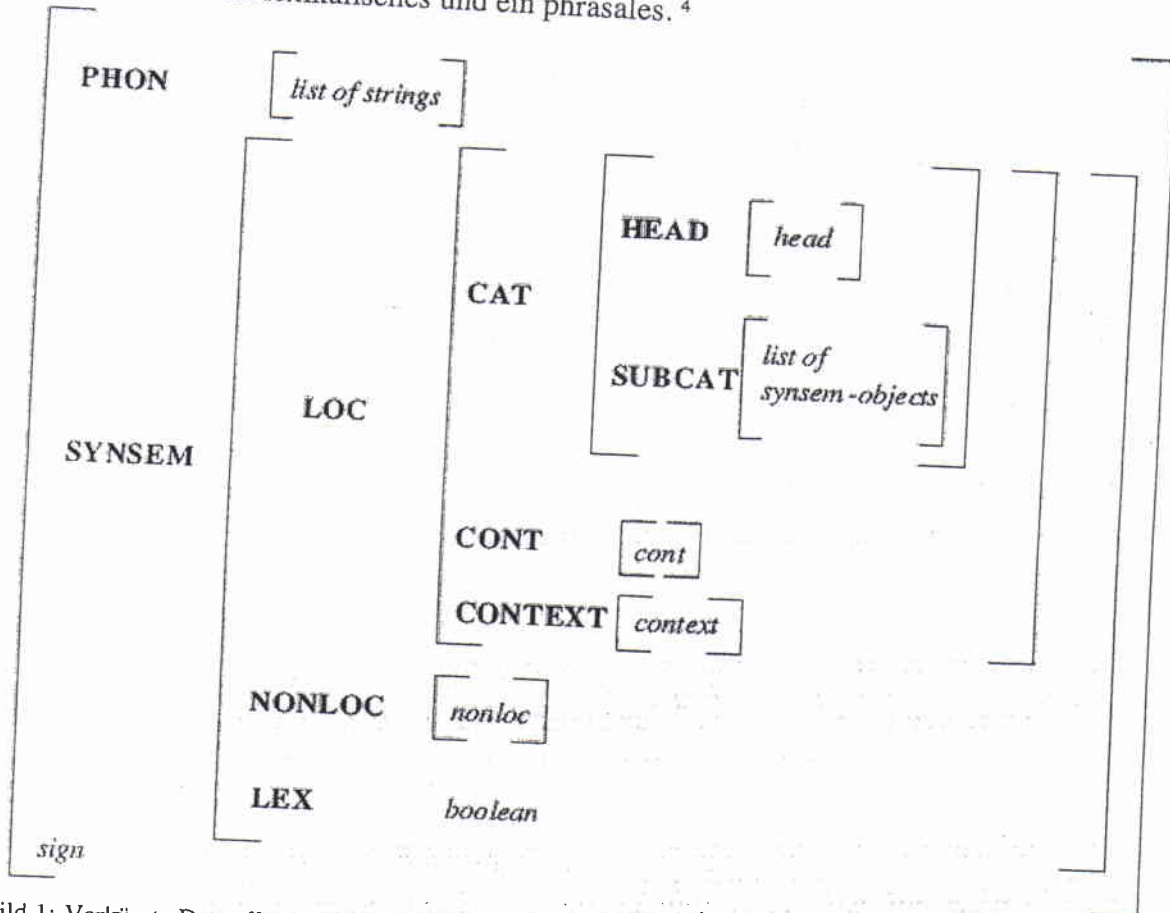 und ein phrasales. 4
PHON list of strings
HEAD head
CAT
SUBCAT list of
synsem-objects
LOC
SYNSEM
CONT cont
CONTEXT context
NONLOC nonloc
LEX boolean
sign